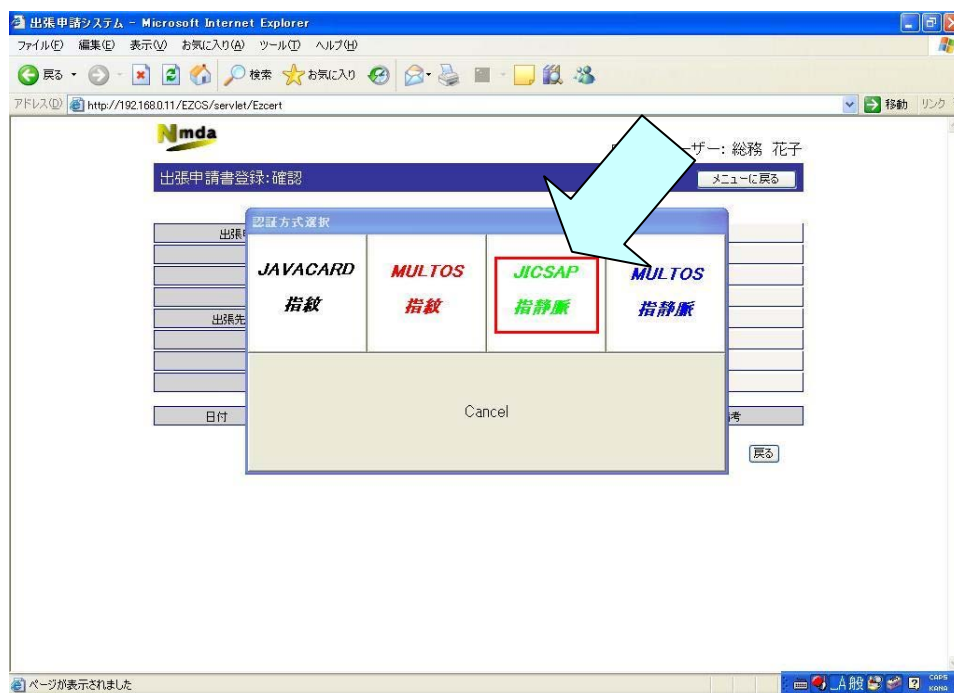 出張申請システム - Microsoft Internet Explorer
ファイル(F) 編集(E) 表示(V) お気に入り(A) ツール(T) ヘルプ(H)
戻る 検索 お気に入り
アドレス(D) http://192.168.0.11/EZCS/servlet/Ezcert 移動 リンク
Nmda
ーザー: 総務 花子
出張申請書登録:確認 メニューに戻る
認証方式選択
出張
JAVACARD MULTOS JICSAP MULTOS
指紋 指紋 指静脈 指静脈
出張先
Cancel
日付 考
戻る
ページが表示されました
A 般 CAPS
KANA